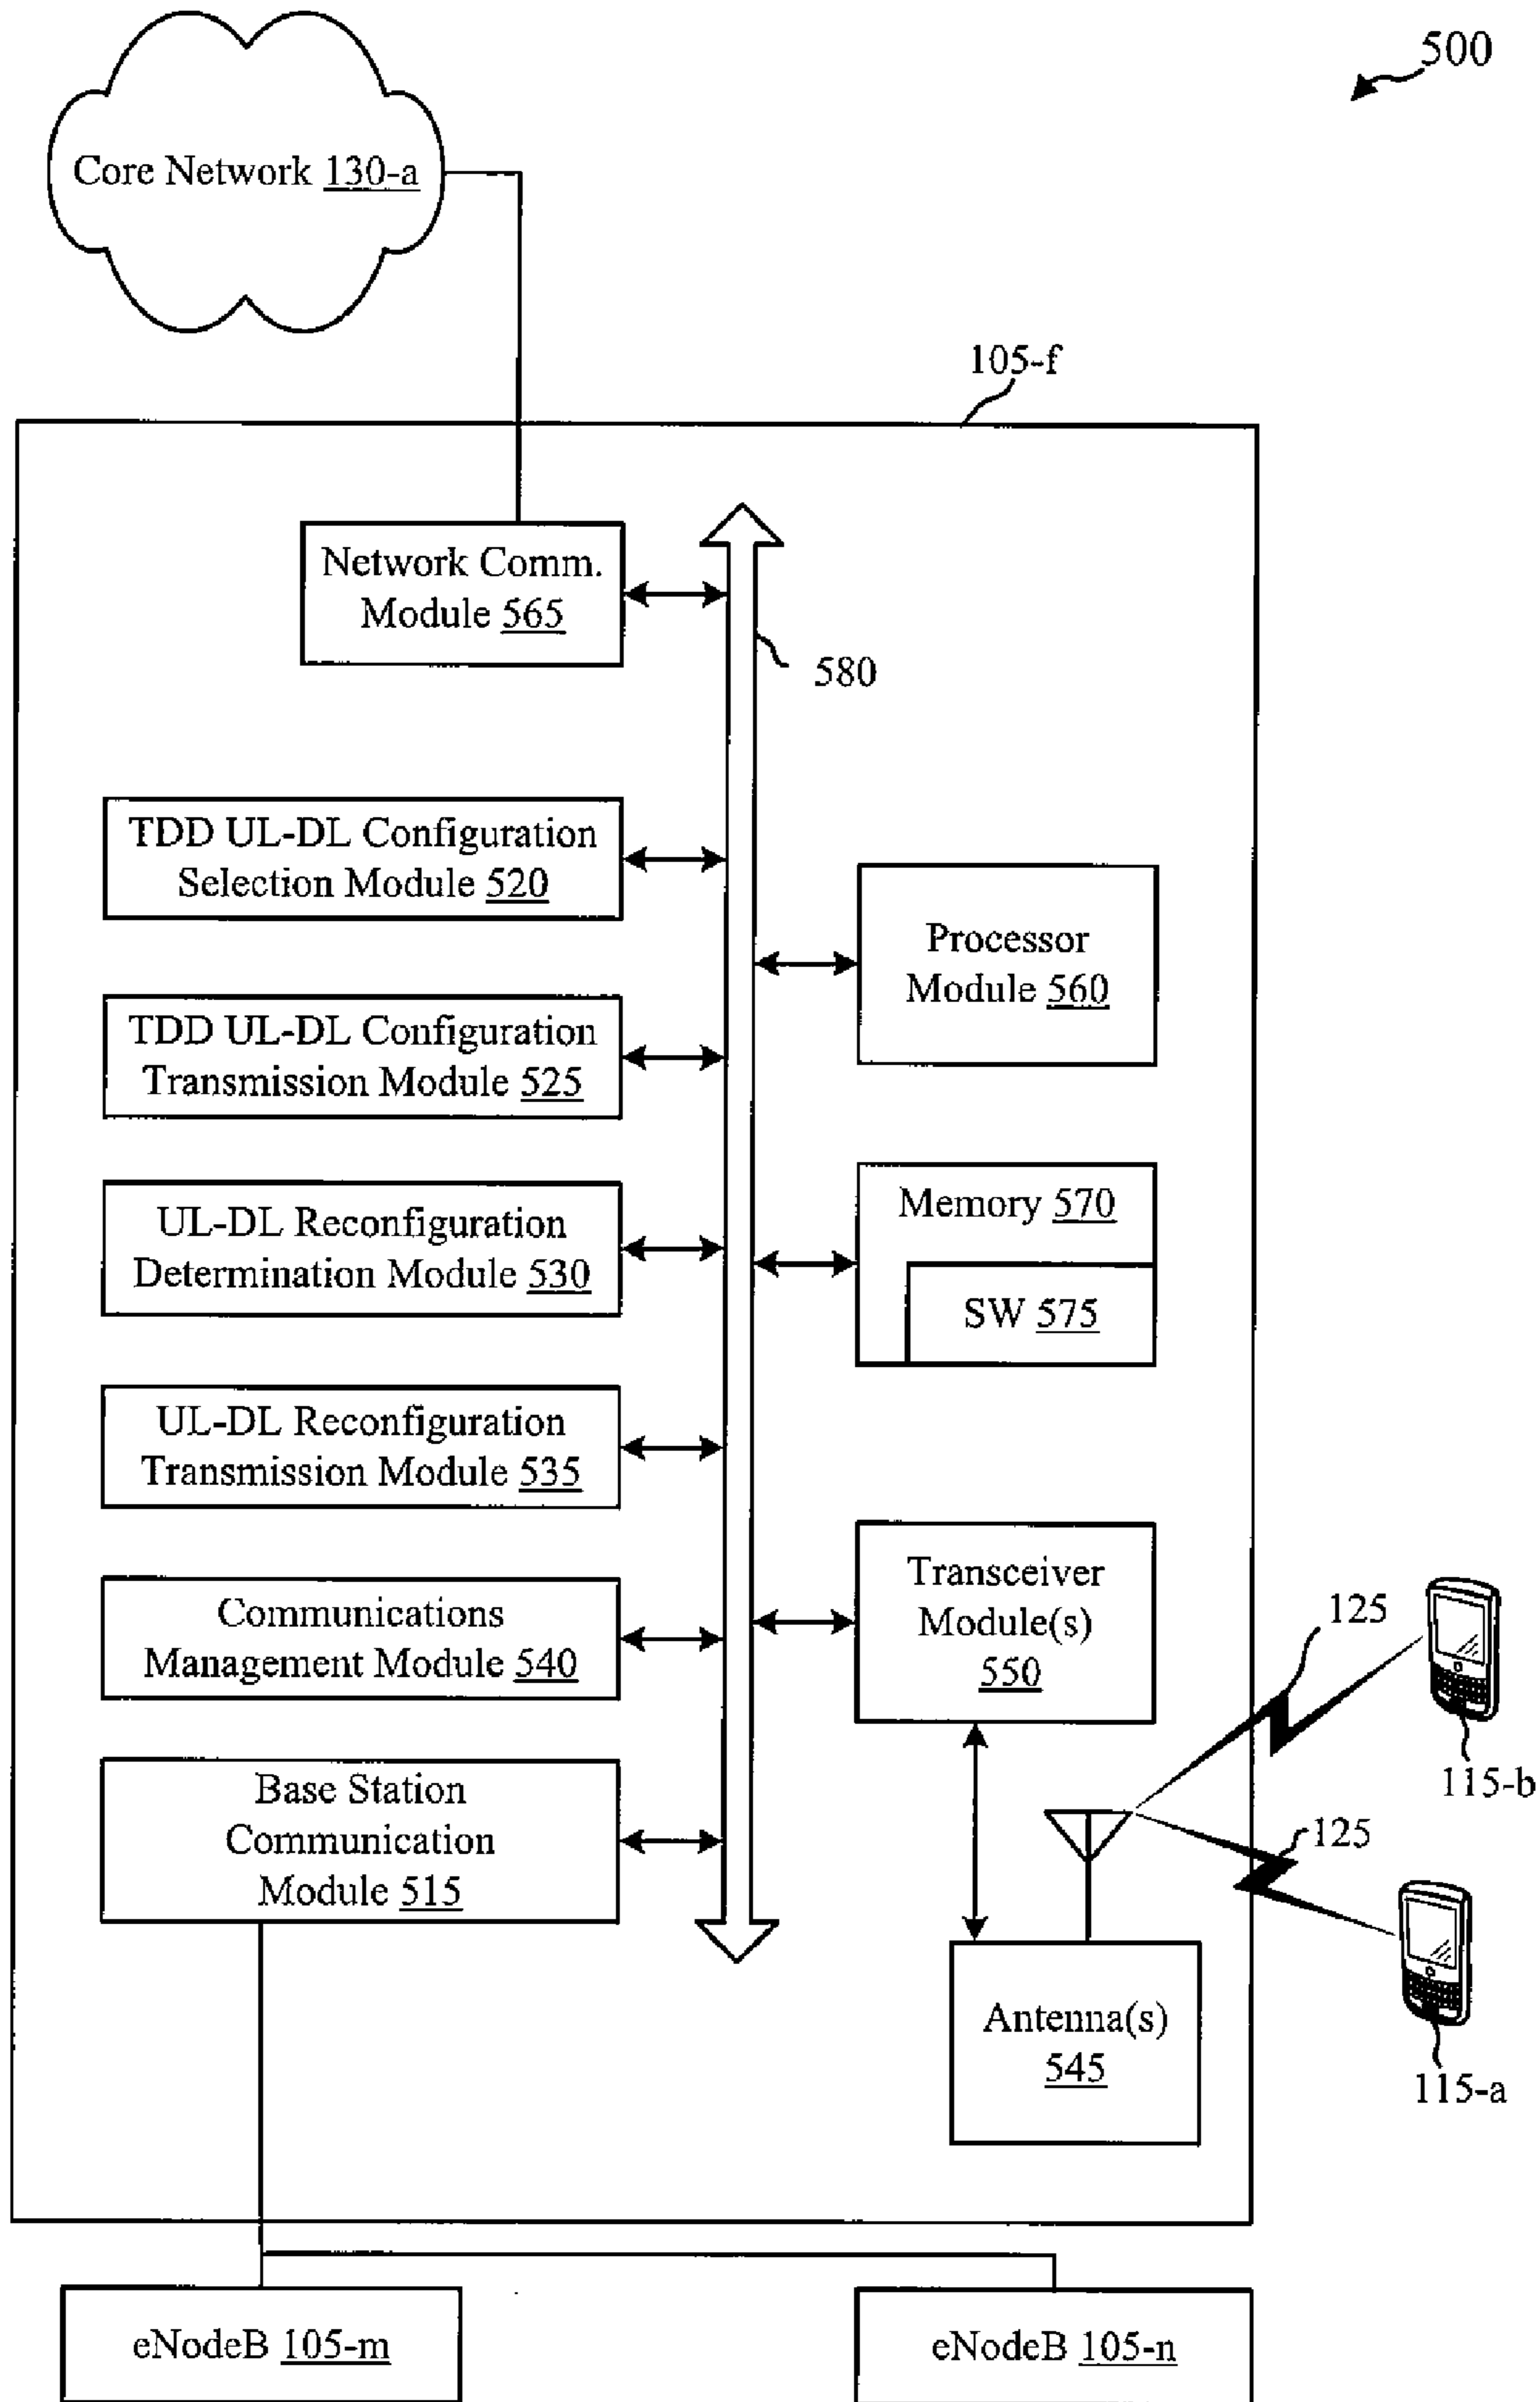 500
Core Network 130-a
105-f
Network Comm.
Module 565
580
TDD UL-DL Configuration
Selection Module 520
Processor
Module 560
TDD UL-DL Configuration
Transmission Module 525
UL-DL Reconfiguration
Determination Module 530
Memory 570
SW 575
UL-DL Reconfiguration
Transmission Module 535
Transceiver
Module(s)
550
Communications
Management Module 540
125
115-b
Base Station
Communication
Module 515
125
Antenna(s)
545
115-a
eNodeB 105-m
eNodeB 105-n